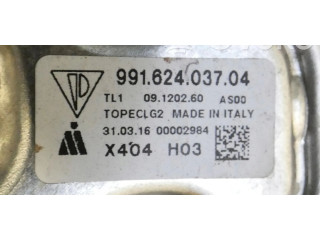 991.624.037.04
TL1 09.1202.60 AS00
TOPECLG2 MADE IN ITALY
31.03.16 00002984
X404 H03